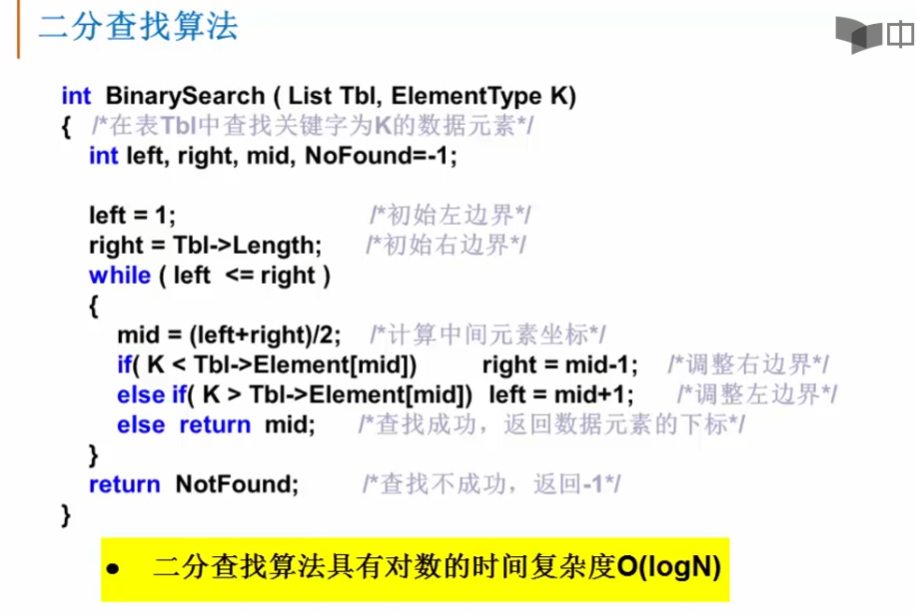 二分查找算法
中
int BinarySearch ( List Tbl, ElementType K)
{ /*在表Tbl中查找关键字为K的数据元素*/
int left, right, mid, NoFound=-1;
left = 1; /*初始左边界*/
right = Tbl->Length; /*初始右边界*/
while ( left <= right )
{
mid = (left+right)/2; /*计算中间元素坐标*/
if( K < Tbl->Element[mid]) right = mid-1; /*调整右边界*/
else if( K > Tbl->Element[mid]) left = mid+1; /*调整左边界*/
else return mid; /*查找成功，返回数据元素的下标*/
}
return NotFound; /*查找不成功，返回-1*/
}
● 二分查找算法具有对数的时间复杂度O(logN)